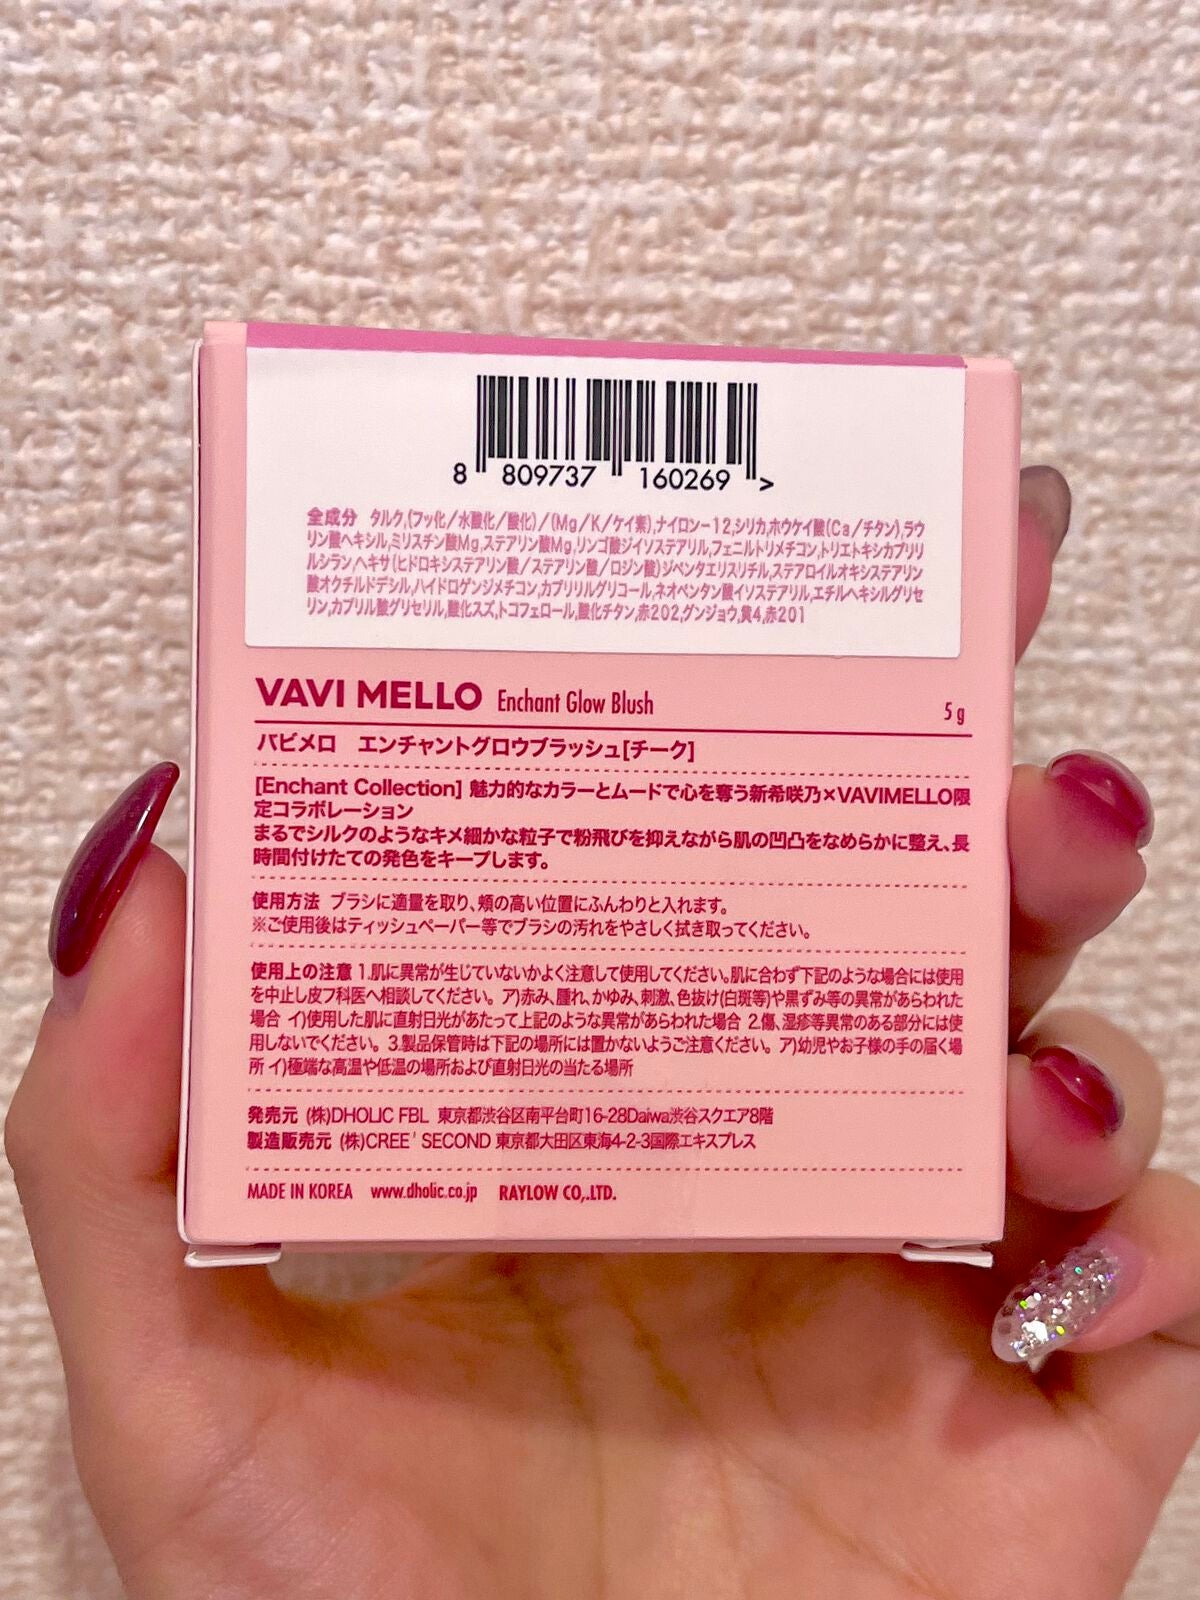 8 809737 160269 >
全成分 タルク,(フッ化/水酸化/酸化)/(Mg/K/ケイ素),ナイロン-12,シリカ,ホウケイ酸(Ca/チタン),ラウ
リン酸ヘキシル,ミリスチン酸Mg,ステアリン酸Mg,リンゴ酸ジイソステアリル,フェニルトリメチコン,トリエトキシカプリリ
ルシラン,ヘキサ(ヒドロキシステアリン酸/ステアリン酸/ロジン酸)ジペンタエリスリチル,ステアロイルオキシステアリン
酸オクチルドデシル,ハイドロゲンジメチコン,カプリリルグリコール,ネオペンタン酸イソステアリル,エチルヘキシルグリセ
リン,カプリル酸グリセリル,酸化スズ,トコフェロール,酸化チタン,赤202,グンジョウ,黄4,赤201
VAVI MELLO Enchant Glow Blush 5 g
バビメロ エンチャントグロウブラッシュ[チーク]
[Enchant Collection] 魅力的なカラーとムードで心を奪う新希咲乃×VAVIMELLO限
定コラボレーション
まるでシルクのようなキメ細かな粒子で粉飛びを抑えながら肌の凹凸をなめらかに整え、長
時間付けたての発色をキープします。
使用方法 ブラシに適量を取り、頬の高い位置にふんわりと入れます。
※ご使用後はティッシュペーパー等でブラシの汚れをやさしく拭き取ってください。
使用上の注意 1.肌に異常が生じていないかよく注意して使用してください。肌に合わず下記のような場合には使用
を中止し皮フ科医へ相談してください。 ア)赤み、腫れ、かゆみ、刺激、色抜け(白斑等)や黒ずみ等の異常があらわれた
場合 イ)使用した肌に直射日光があたって上記のような異常があらわれた場合 2.傷、湿疹等異常のある部分には使
用しないでください。 3.製品保管時は下記の場所には置かないようご注意ください。 ア)幼児やお子様の手の届く場
所 イ)極端な高温や低温の場所および直射日光の当たる場所
発売元 (株)DHOLIC FBL 東京都渋谷区南平台町16-28Daiwa渋谷スクエア8階
製造販売元 (株)CREE' SECOND 東京都大田区東海4-2-3国際エキスプレス
MADE IN KOREA www.dholic.co.jp RAYLOW CO,.LTD.